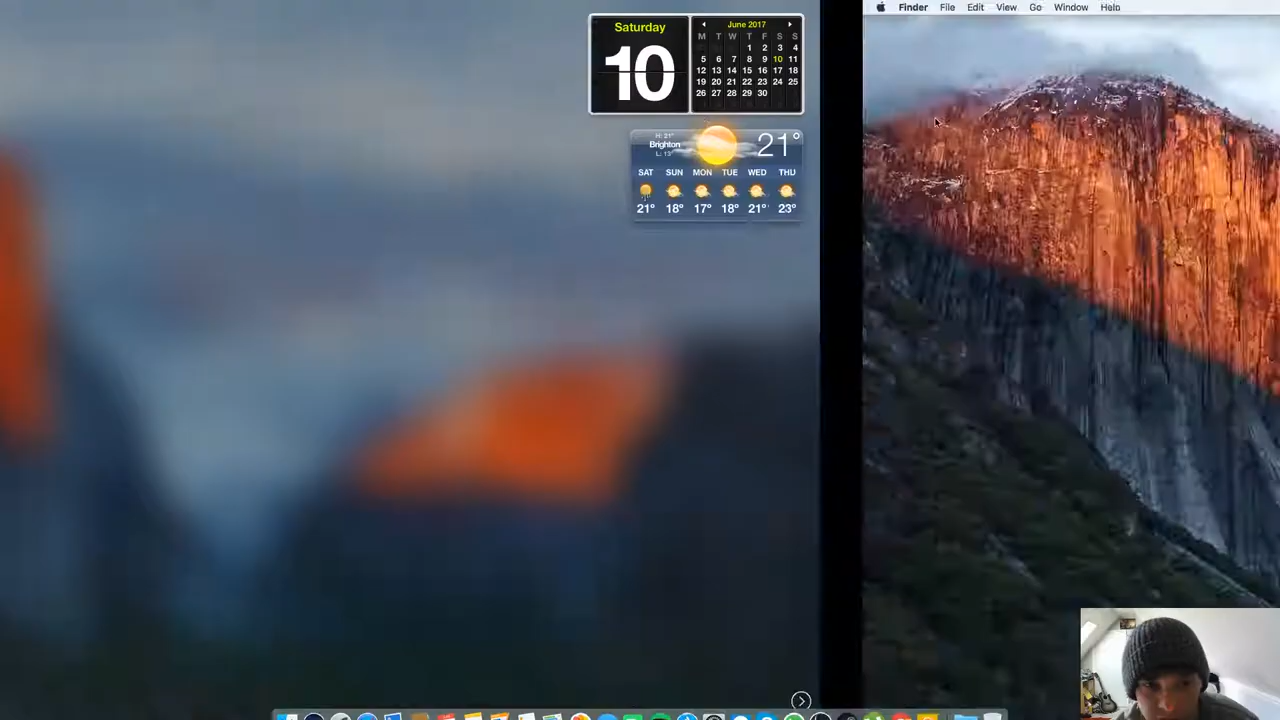 Finder File Edit View Go Window Help
Saturday
10
June 2017
M T W T F S S
1 2 3 4
5 6 7 8 9 10 11
12 13 14 15 16 17 18
19 20 21 22 23 24 25
26 27 28 29 30
H: 21°
Brighton
L: 13°
21°
SAT SUN MON TUE WED THU
21° 18° 17° 18° 21° 23°